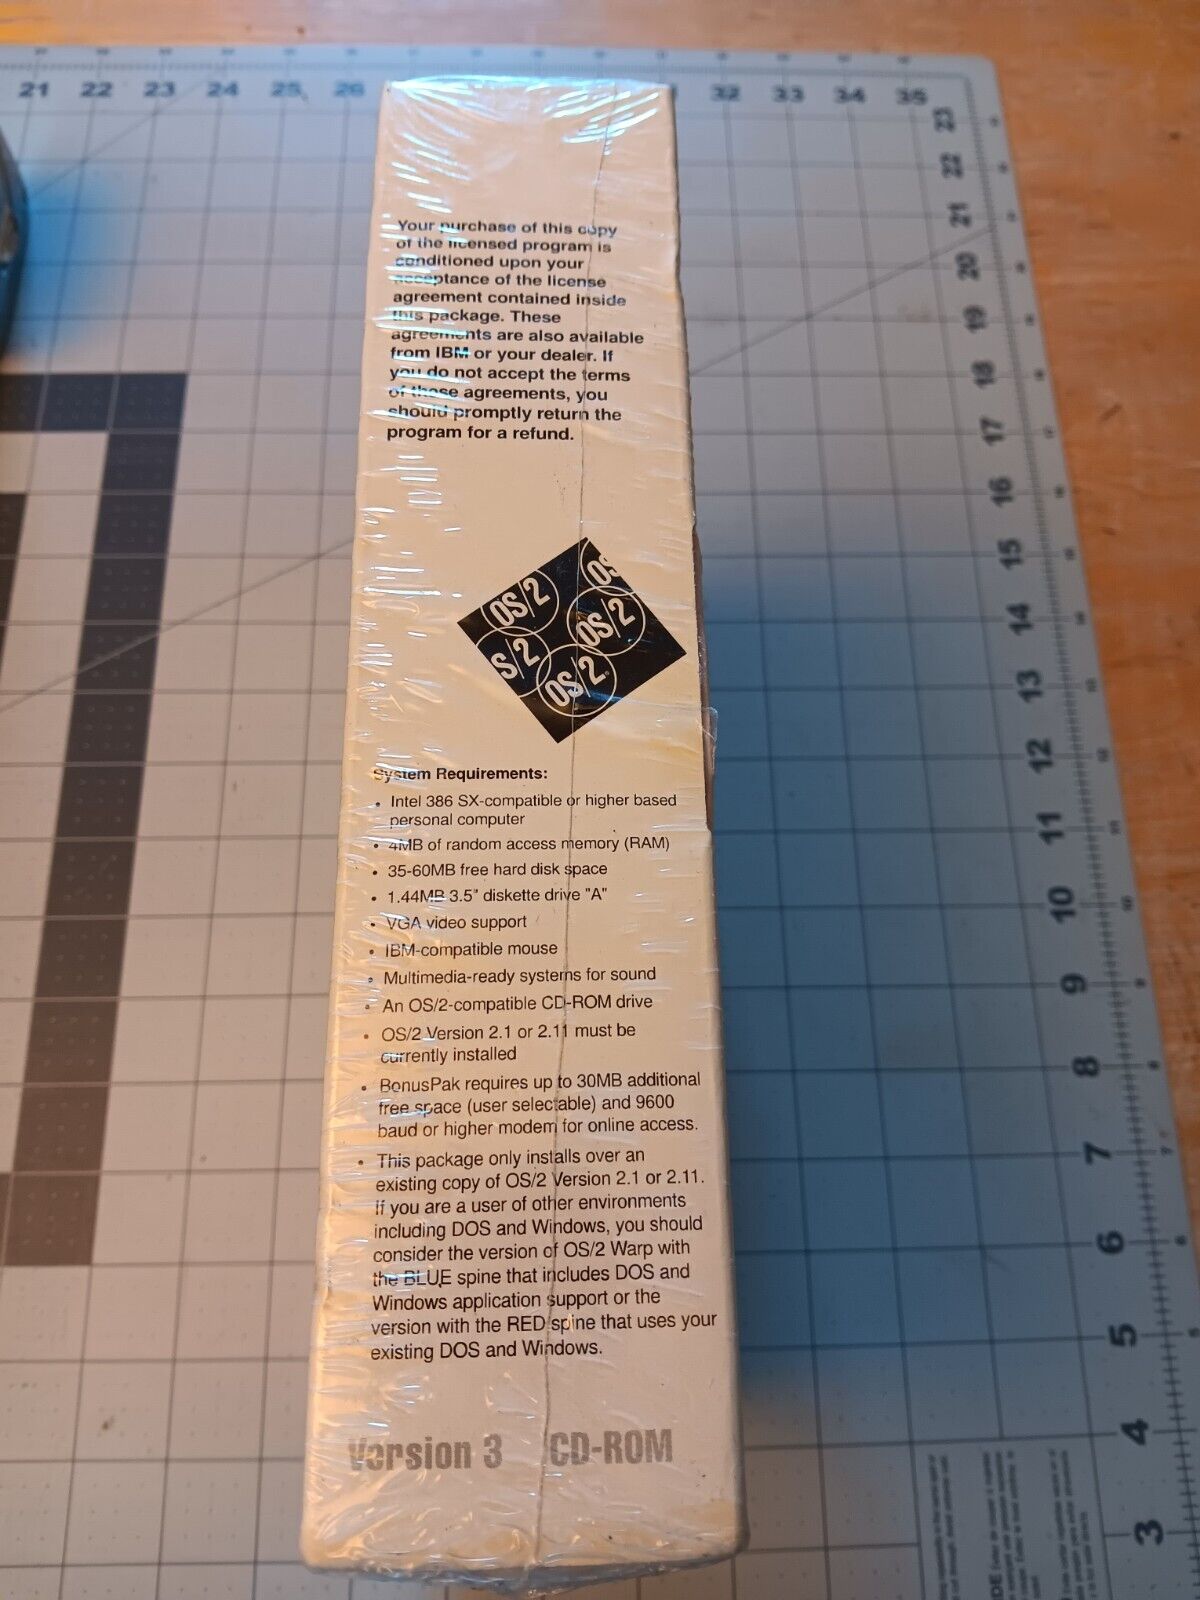 21 22 23 24 25 26 32 33 34 35
23
22
21
20
19
18
17
16
15
14
13
12
11
10
9
8
7
6
5
4
3
Your purchase of this copy
of the licensed program is
conditioned upon your
acceptance of the license
agreement contained inside
this package. These
agreements are also available
from IBM or your dealer. If
you do not accept the terms
of these agreements, you
should promptly return the
program for a refund.
OS
OS/2
OS/2
S/2
OS/2
System Requirements:
• Intel 386 SX-compatible or higher based
personal computer
• 4MB of random access memory (RAM)
• 35-60MB free hard disk space
• 1.44MB 3.5" diskette drive "A"
• VGA video support
• IBM-compatible mouse
• Multimedia-ready systems for sound
• An OS/2-compatible CD-ROM drive
• OS/2 Version 2.1 or 2.11 must be
currently installed
• BonusPak requires up to 30MB additional
free space (user selectable) and 9600
baud or higher modem for online access.
• This package only installs over an
existing copy of OS/2 Version 2.1 or 2.11.
If you are a user of other environments
including DOS and Windows, you should
consider the version of OS/2 Warp with
the BLUE spine that includes DOS and
Windows application support or the
version with the RED spine that uses your
existing DOS and Windows.
Version 3 CD-ROM